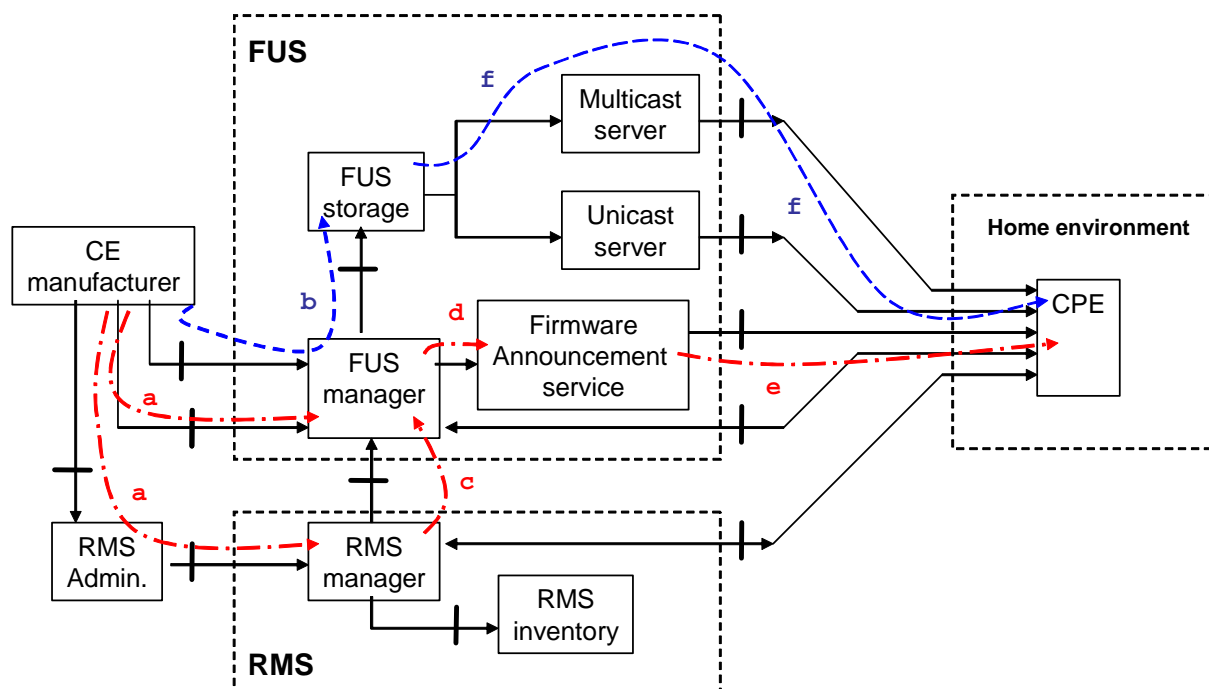 FUS
f
Multicast
server
FUS
storage
f
Unicast
server
Home environment
CE
manufacturer
CPE
b
d
Firmware
Announcement
service
FUS
manager
e
a
c
a
RMS
Admin.
RMS
manager
RMS
inventory
RMS